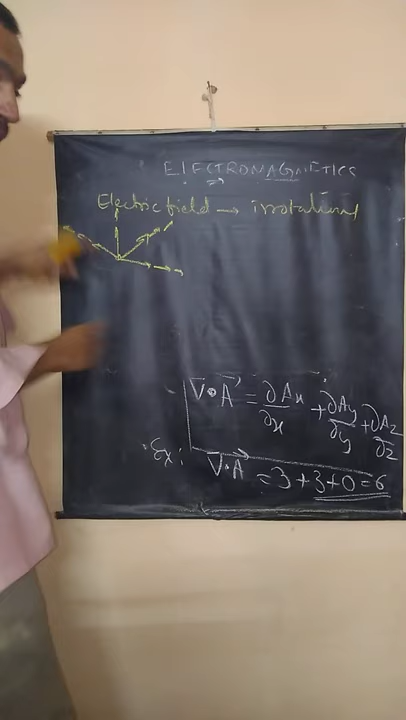 ELECTROMAGNETICS
Electric field → irrotational
∇·A⃗ = ∂Ax/∂x + ∂Ay/∂y + ∂Az/∂z
Ex:
∇·A⃗ = 3+3+0=6